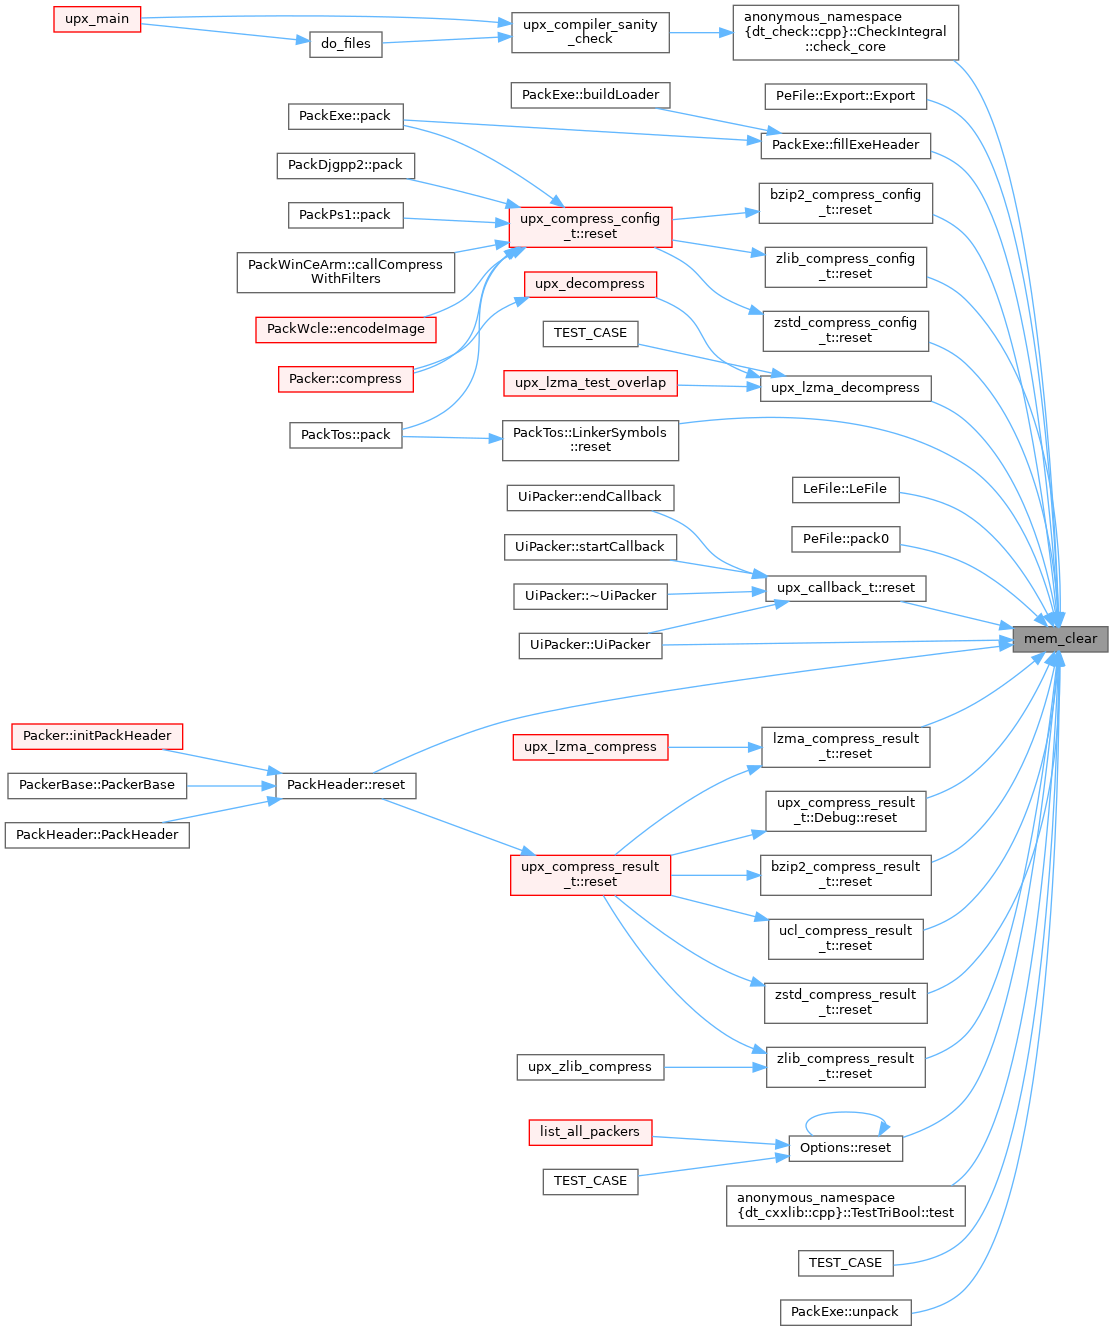 upx_main
do_files
upx_compiler_sanity
_check
anonymous_namespace
{dt_check::cpp}::CheckIntegral
::check_core
PeFile::Export::Export
PackExe::buildLoader
PackExe::pack
PackExe::fillExeHeader
PackDjgpp2::pack
bzip2_compress_config
_t::reset
PackPs1::pack
upx_compress_config
_t::reset
PackWinCeArm::callCompress
WithFilters
zlib_compress_config
_t::reset
upx_decompress
PackWcle::encodeImage
TEST_CASE
zstd_compress_config
_t::reset
Packer::compress
upx_lzma_test_overlap
upx_lzma_decompress
PackTos::pack
PackTos::LinkerSymbols
::reset
LeFile::LeFile
UiPacker::endCallback
PeFile::pack0
UiPacker::startCallback
upx_callback_t::reset
UiPacker::~UiPacker
UiPacker::UiPacker
mem_clear
Packer::initPackHeader
PackerBase::PackerBase
PackHeader::PackHeader
PackHeader::reset
upx_lzma_compress
lzma_compress_result
_t::reset
upx_compress_result
_t::Debug::reset
upx_compress_result
_t::reset
bzip2_compress_result
_t::reset
ucl_compress_result
_t::reset
zstd_compress_result
_t::reset
upx_zlib_compress
zlib_compress_result
_t::reset
list_all_packers
Options::reset
TEST_CASE
anonymous_namespace
{dt_cxxlib::cpp}::TestTriBool::test
TEST_CASE
PackExe::unpack